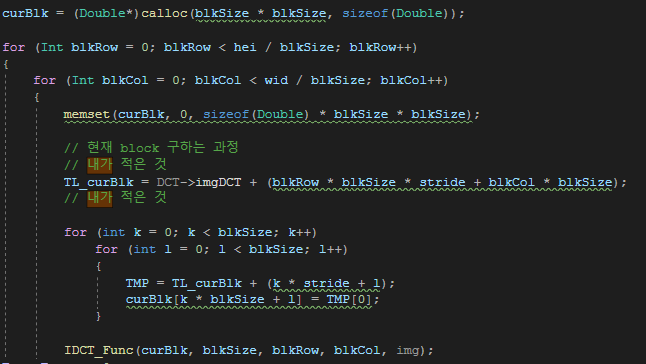 curBlk = (Double*)calloc(blkSize * blkSize, sizeof(Double));
for (Int blkRow = 0; blkRow < hei / blkSize; blkRow++)
{
for (Int blkCol = 0; blkCol < wid / blkSize; blkCol++)
{
memset(curBlk, 0, sizeof(Double) * blkSize * blkSize);
// 현재 block 구하는 과정
// 내가 적은 것
TL_curBlk = DCT->imgDCT + (blkRow * blkSize * stride + blkCol * blkSize);
// 내가 적은 것
for (int k = 0; k < blkSize; k++)
for (int l = 0; l < blkSize; l++)
{
TMP = TL_curBlk + (k * stride + l);
curBlk[k * blkSize + l] = TMP[0];
}
IDCT_Func(curBlk, blkSize, blkRow, blkCol, img);